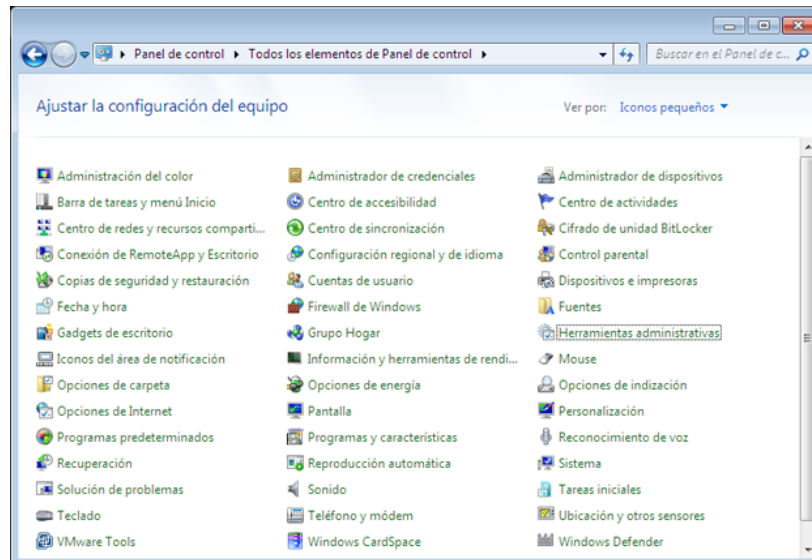 Panel de control Todos los elementos de Panel de control Buscar en el Panel de c...
Ajustar la configuración del equipo Ver por: Iconos pequeños
Administración del color Administrador de credenciales Administrador de dispositivos
Barra de tareas y menú Inicio Centro de accesibilidad Centro de actividades
Centro de redes y recursos comparti... Centro de sincronización Cifrado de unidad BitLocker
Conexión de RemoteApp y Escritorio Configuración regional y de idioma Control parental
Copias de seguridad y restauración Cuentas de usuario Dispositivos e impresoras
Fecha y hora Firewall de Windows Fuentes
Gadgets de escritorio Grupo Hogar Herramientas administrativas
Iconos del área de notificación Información y herramientas de rendi... Mouse
Opciones de carpeta Opciones de energía Opciones de indización
Opciones de Internet Pantalla Personalización
Programas predeterminados Programas y características Reconocimiento de voz
Recuperación Reproducción automática Sistema
Solución de problemas Sonido Tareas iniciales
Teclado Teléfono y módem Ubicación y otros sensores
VMware Tools Windows CardSpace Windows Defender